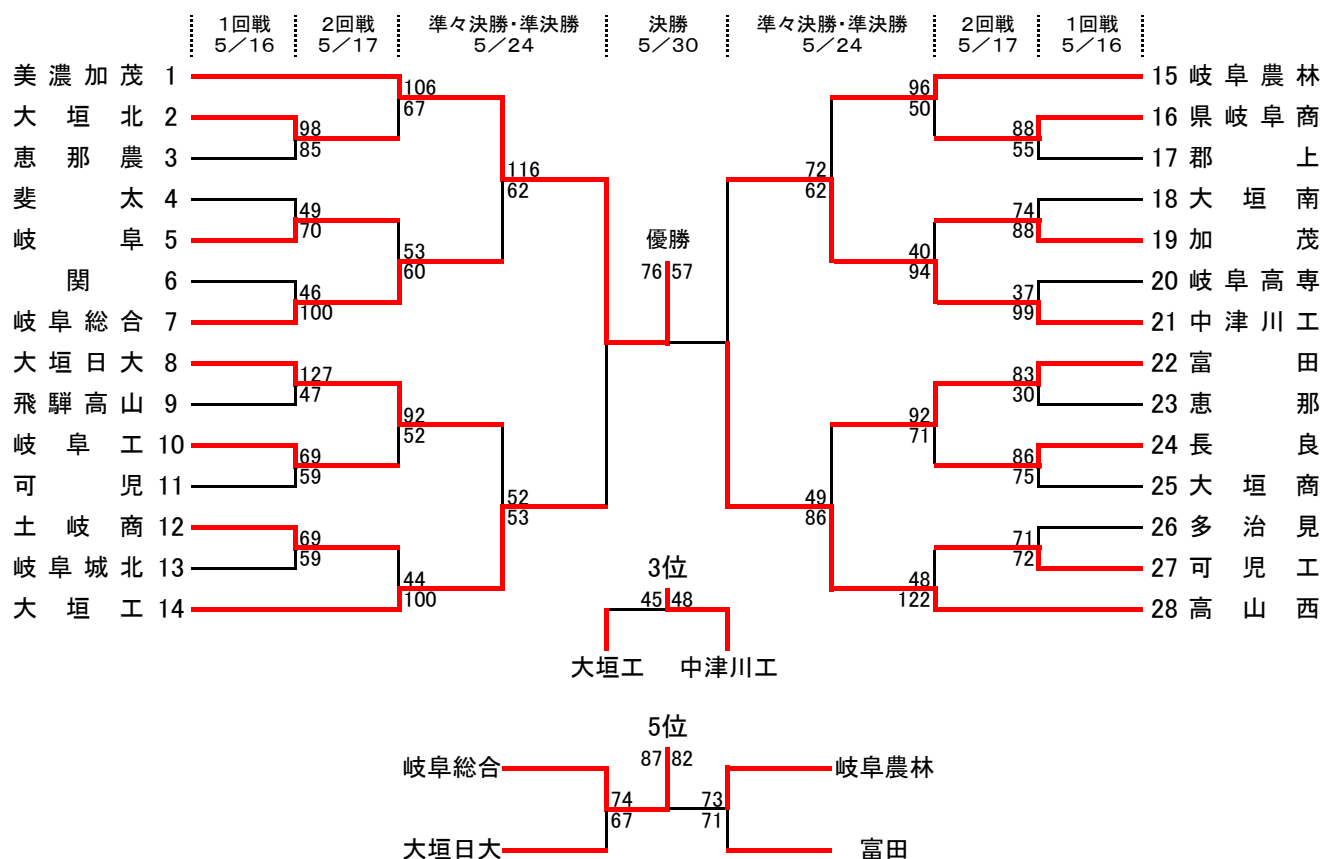 1回戦 2回戦 準々決勝・準決勝 決勝 準々決勝・準決勝 2回戦 1回戦
5／16 5／17 5／24 5／30 5／24 5／17 5／16
美濃加茂 1 15 岐阜農林
106 96
67 50
大垣北 2 16 県岐阜商
98 88
85 55
恵那農 3 17 郡上
116 72
62 62
斐太 4 18 大垣南
49 74
70 88
岐阜 5 優勝 19 加茂
53 40
60 94
76 57
関 6 20 岐阜高専
46 37
100 99
岐阜総合 7 21 中津川工
大垣日大 8 22 富田
127 83
47 30
飛騨高山 9 23 恵那
92 92
52 71
岐阜工 10 24 長良
69 86
59 75
可児 11 25 大垣商
52 49
53 86
土岐商 12 26 多治見
69 71
59 72
岐阜城北 13 3位 27 可児工
44 48
100 122
45 48
大垣工 14 28 高山西
大垣工 中津川工
5位
87 82
岐阜総合 岐阜農林
74 73
67 71
大垣日大 富田